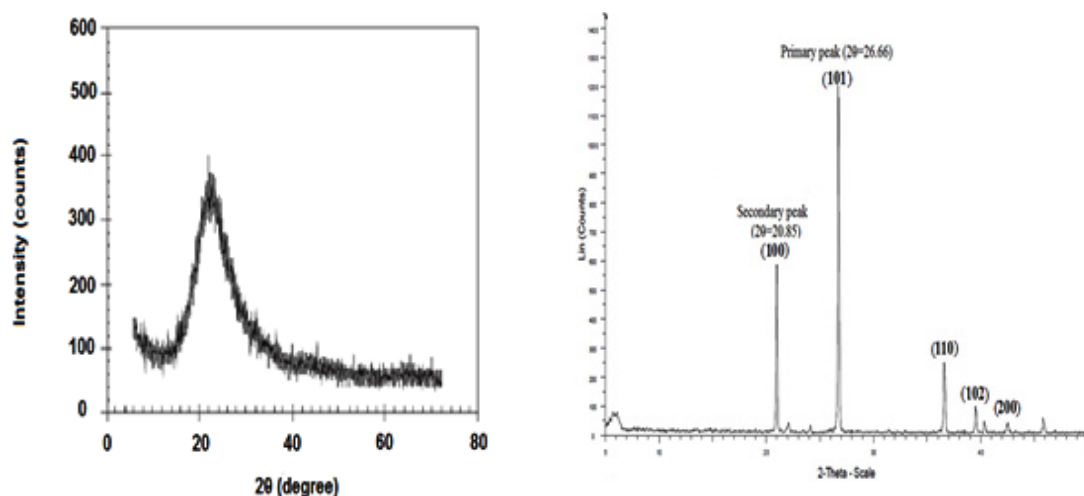 600
500
400
300
200
100
0
Intensity (counts)
0 20 40 60 80
2θ (degree)
Primary peak (2θ=26.66)
(101)
Secondary peak
(2θ=20.85)
(100)
(110)
(102)
(200)
Lin (Counts)
2-Theta - Scale